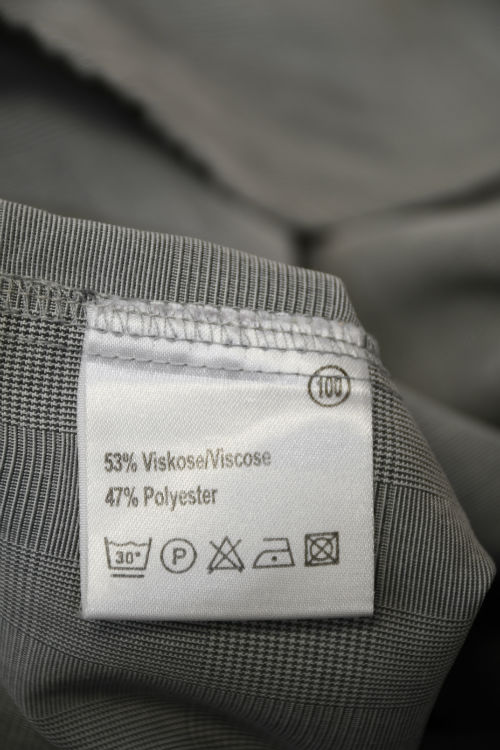 100
53% Viskose/Viscose
47% Polyester
30°
P